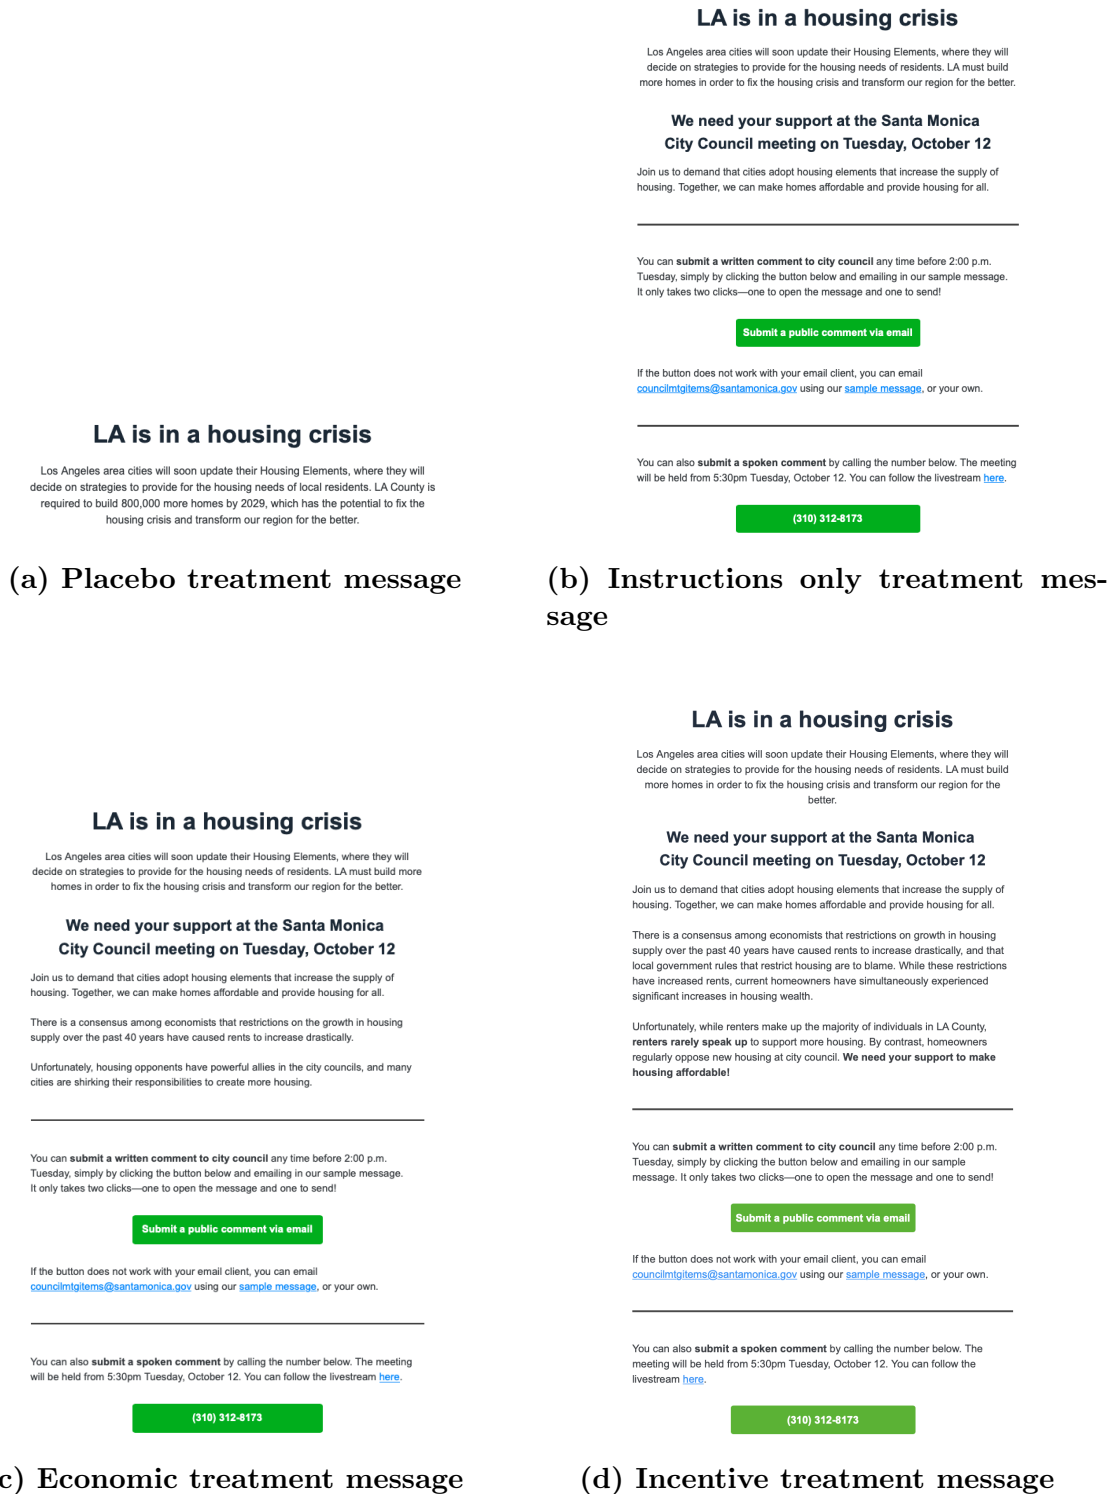 LA is in a housing crisis
Los Angeles area cities will soon update their Housing Elements, where they will
decide on strategies to provide for the housing needs of local residents. LA County is
required to build 800,000 more homes by 2029, which has the potential to fix the
housing crisis and transform our region for the better.
(a) Placebo treatment message
LA is in a housing crisis
Los Angeles area cities will soon update their Housing Elements, where they will
decide on strategies to provide for the housing needs of residents. LA must build
more homes in order to fix the housing crisis and transform our region for the better.
We need your support at the Santa Monica
City Council meeting on Tuesday, October 12
Join us to demand that cities adopt housing elements that increase the supply of
housing. Together, we can make homes affordable and provide housing for all.
You can submit a written comment to city council any time before 2:00 p.m.
Tuesday, simply by clicking the button below and emailing in our sample message.
It only takes two clicks—one to open the message and one to send!
Submit a public comment via email
If the button does not work with your email client, you can email
councilmtgitems@santamonica.gov using our sample message, or your own.
You can also submit a spoken comment by calling the number below. The meeting
will be held from 5:30pm Tuesday, October 12. You can follow the livestream here.
(310) 312-8173
(b) Instructions only treatment mes-
sage
LA is in a housing crisis
Los Angeles area cities will soon update their Housing Elements, where they will
decide on strategies to provide for the housing needs of residents. LA must build more
homes in order to fix the housing crisis and transform our region for the better.
We need your support at the Santa Monica
City Council meeting on Tuesday, October 12
Join us to demand that cities adopt housing elements that increase the supply of
housing. Together, we can make homes affordable and provide housing for all.
There is a consensus among economists that restrictions on the growth in housing
supply over the past 40 years have caused rents to increase drastically.
Unfortunately, housing opponents have powerful allies in the city councils, and many
cities are shirking their responsibilities to create more housing.
You can submit a written comment to city council any time before 2:00 p.m.
Tuesday, simply by clicking the button below and emailing in our sample message.
It only takes two clicks—one to open the message and one to send!
Submit a public comment via email
If the button does not work with your email client, you can email
councilmtgitems@santamonica.gov using our sample message, or your own.
You can also submit a spoken comment by calling the number below. The meeting
will be held from 5:30pm Tuesday, October 12. You can follow the livestream here.
(310) 312-8173
c) Economic treatment message
LA is in a housing crisis
Los Angeles area cities will soon update their Housing Elements, where they will
decide on strategies to provide for the housing needs of residents. LA must build
more homes in order to fix the housing crisis and transform our region for the
better.
We need your support at the Santa Monica
City Council meeting on Tuesday, October 12
Join us to demand that cities adopt housing elements that increase the supply of
housing. Together, we can make homes affordable and provide housing for all.
There is a consensus among economists that restrictions on growth in housing
supply over the past 40 years have caused rents to increase drastically, and that
local government rules that restrict housing are to blame. While these restrictions
have increased rents, current homeowners have simultaneously experienced
significant increases in housing wealth.
Unfortunately, while renters make up the majority of individuals in LA County,
renters rarely speak up to support more housing. By contrast, homeowners
regularly oppose new housing at city council. We need your support to make
housing affordable!
You can submit a written comment to city council any time before 2:00 p.m.
Tuesday, simply by clicking the button below and emailing in our sample
message. It only takes two clicks—one to open the message and one to send!
Submit a public comment via email
If the button does not work with your email client, you can email
councilmtgitems@santamonica.gov using our sample message, or your own.
You can also submit a spoken comment by calling the number below. The
meeting will be held from 5:30pm Tuesday, October 12. You can follow the
livestream here.
(310) 312-8173
(d) Incentive treatment message